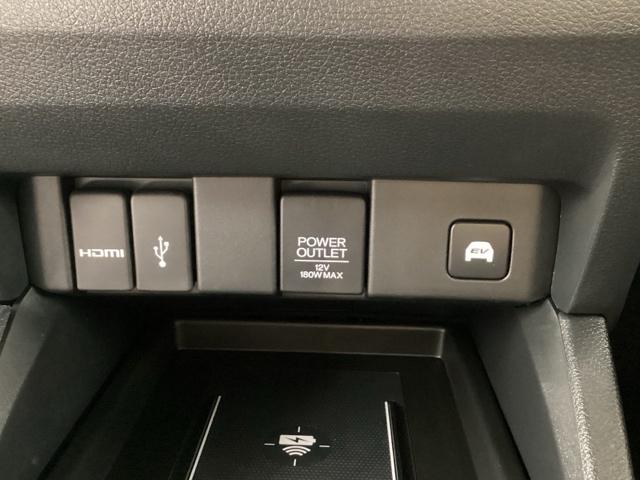 HDMI
POWER
OUTLET
12V
180W MAX
EV